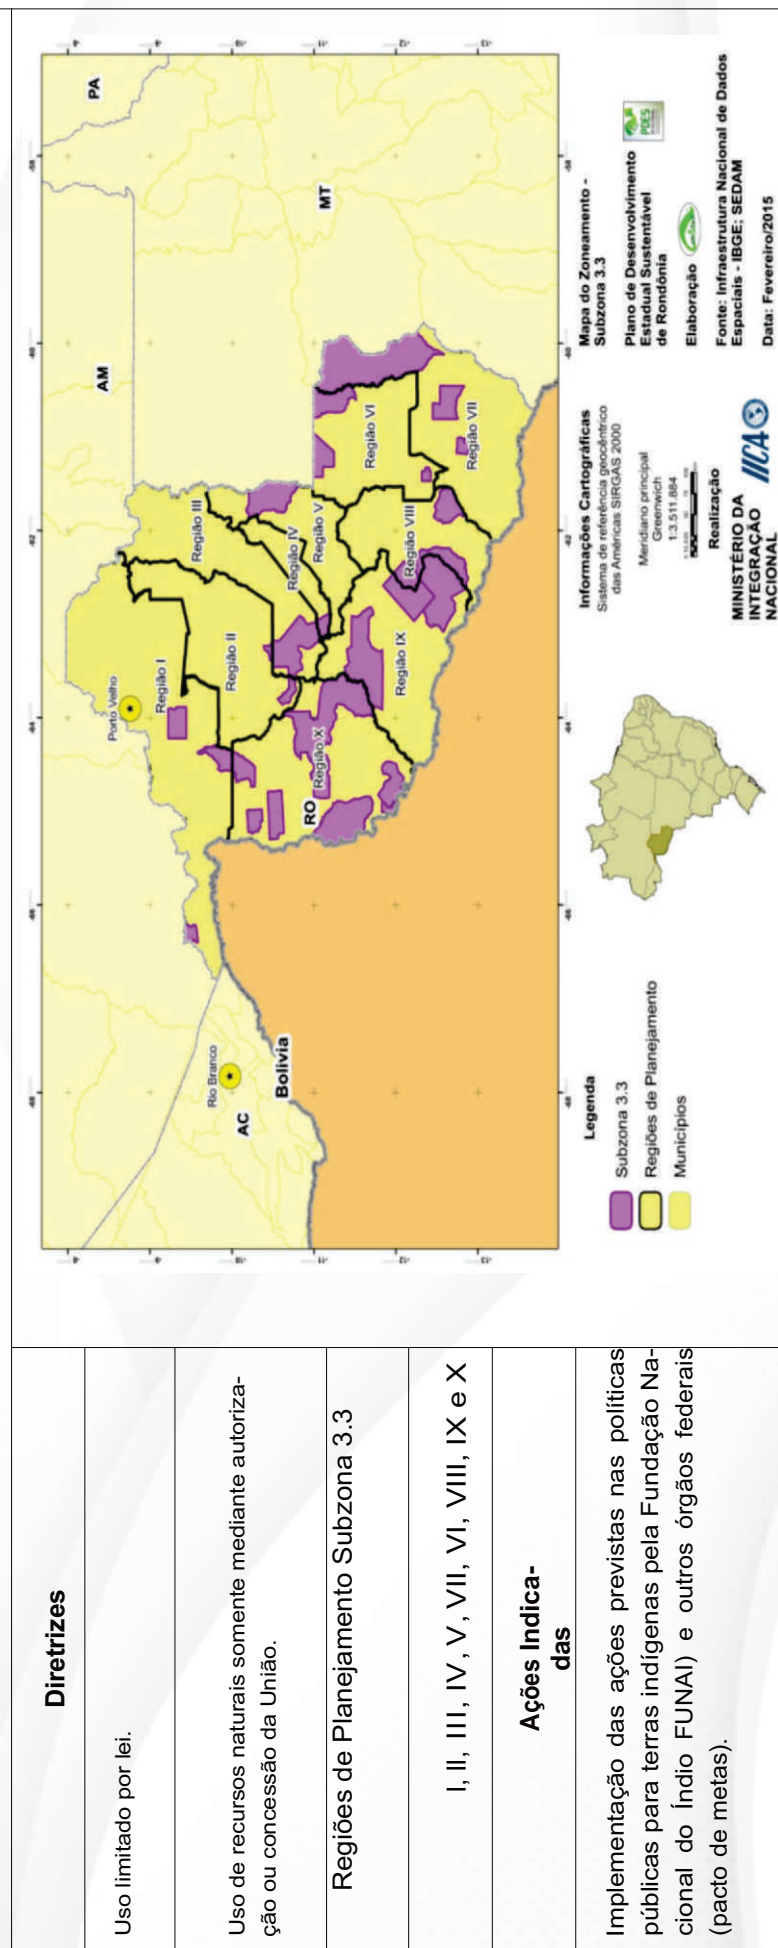 Diretrizes
Uso limitado por lei.
Uso de recursos naturais somente mediante autoriza-
ção ou concessão da União.
Regiões de Planejamento Subzona 3.3
I, II, III, IV, V, VII, VI, VIII, IX e X
Ações Indica-
das
Implementação das ações previstas nas políticas
públicas para terras indígenas pela Fundação Na-
cional do Índio FUNAI) e outros órgãos federais
(pacto de metas).
PA
AM
MT
Porto Velho
Região I
Região II
Região III
Região IV
Região V
Região VI
Região VII
Região VIII
Região IX
Região X
RO
Rio Branco
AC
Bolivia
-68
-66
-64
-62
-60
-58
Legenda
Subzona 3.3
Regiões de Planejamento
Municípios
Informações Cartográficas
Sistema de referência geocêntrico
das Américas SIRGAS 2000
Meridiano principal
Greenwich
1:3.511.884
Realização
MINISTÉRIO DA
INTEGRAÇÃO
NACIONAL
IICA
Mapa do Zoneamento -
Subzona 3.3
Plano de Desenvolvimento
Estadual Sustentável
de Rondônia
PDES
Elaboração
Fonte: Infraestrutura Nacional de Dados
Espaciais - IBGE; SEDAM
Data: Fevereiro/2015